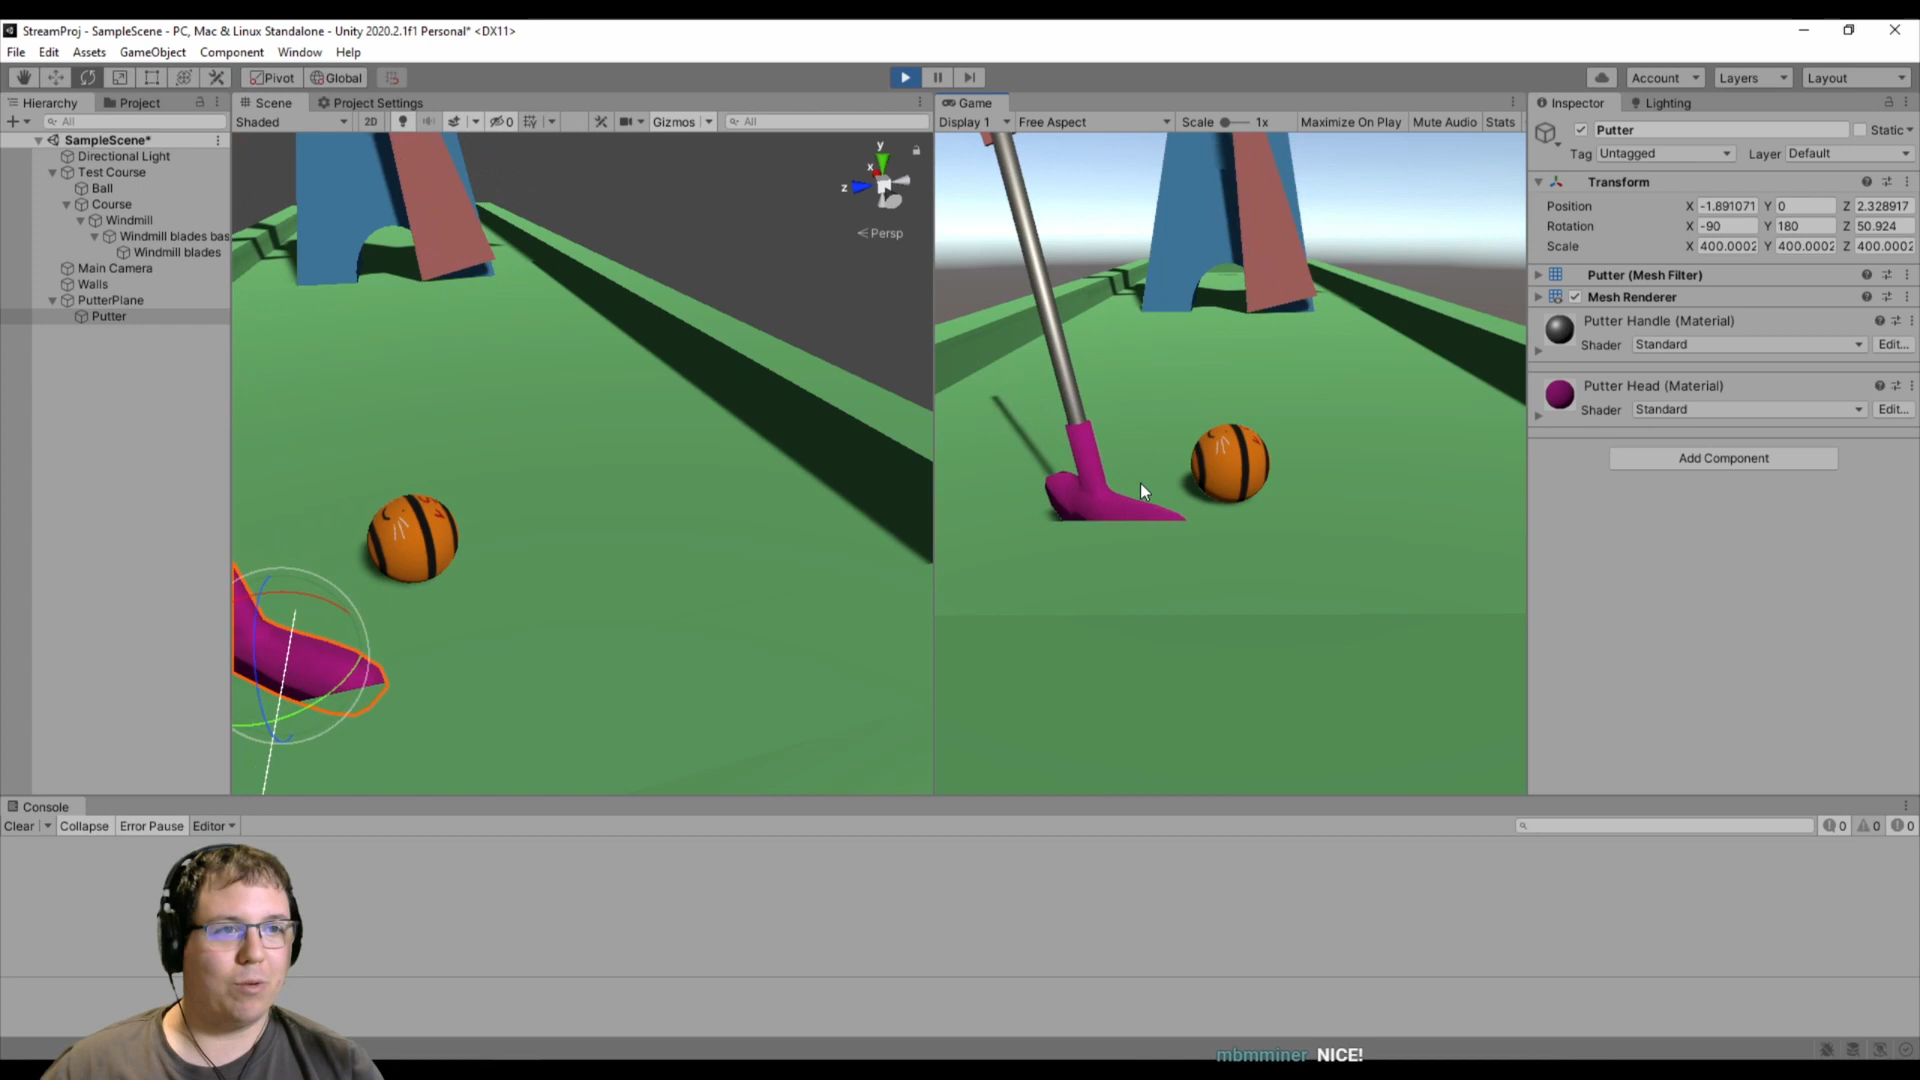 StreamProj - SampleScene - PC, Mac & Linux Standalone - Unity 2020.2.1f1 Personal* <DX11>
File Edit Assets GameObject Component Window Help
Pivot Global Account Layers Layout
Hierarchy Project Scene Project Settings Game Inspector Lighting
All Shaded 2D 0 Gizmos All Display 1 Free Aspect Scale 1x Maximize On Play Mute Audio Stats
Putter Static
Tag Untagged Layer Default
Transform
Position X -1.891071 Y 0 Z 2.328917
Rotation X -90 Y 180 Z 50.924
Scale X 400.0002 Y 400.0002 Z 400.0002
Putter (Mesh Filter)
Mesh Renderer
Putter Handle (Material)
Shader Standard Edit...
Putter Head (Material)
Shader Standard Edit...
Add Component
SampleScene*
Directional Light
Test Course
Ball
Course
Windmill
Windmill blades bas
Windmill blades
Main Camera
Walls
PutterPlane
Putter
y
x
z
Persp
Console
Clear Collapse Error Pause Editor 0 0 0
mbmminer NICE!